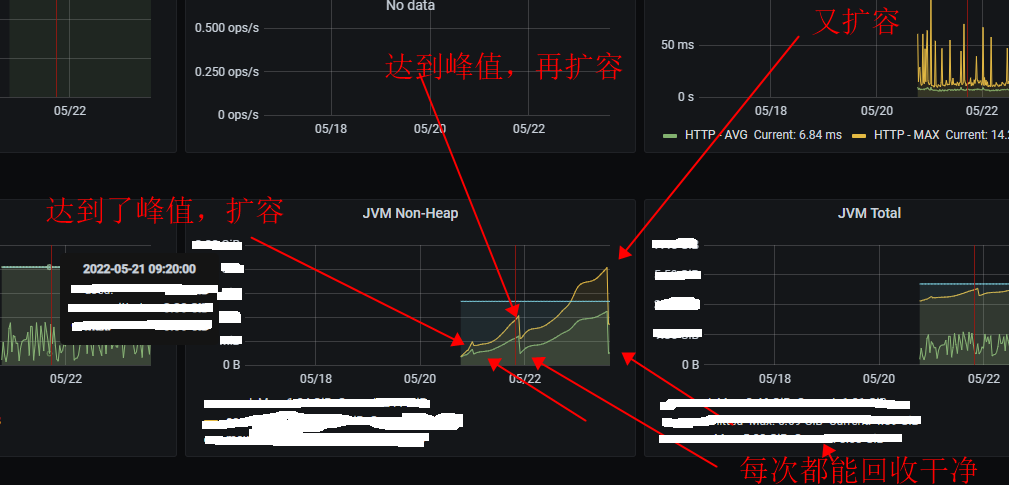 No data
0.500 ops/s
0.250 ops/s
0 ops/s
05/18 05/20 05/22
05/22
50 ms
0 s
05/18 05/20 05/22
HTTP - AVG Current: 6.84 ms HTTP - MAX Current: 14.
又扩容
达到峰值，再扩容
达到了峰值，扩容
2022-05-21 09:20:00
05/22
JVM Non-Heap
0 B
05/18 05/20 05/22
JVM Total
0 B
05/18 05/20 05/22
每次都能回收干净